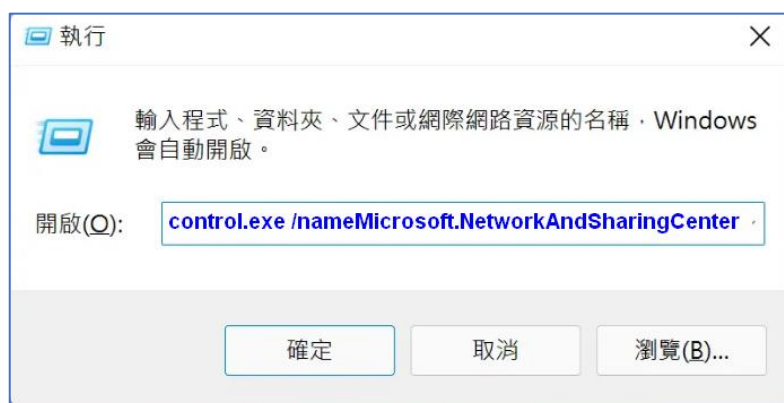 執行
輸入程式、資料夾、文件或網際網路資源的名稱，Windows
會自動開啟。
開啟(O):
control.exe /nameMicrosoft.NetworkAndSharingCenter
確定
取消
瀏覽(B)...